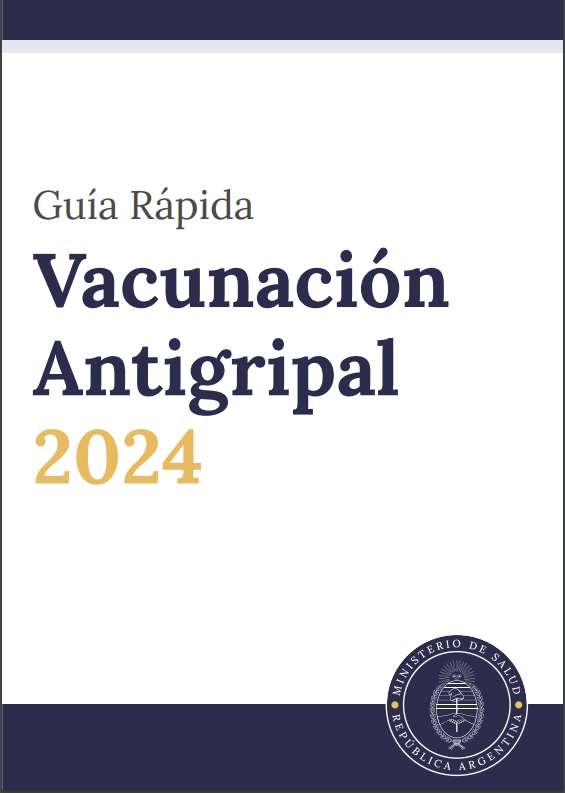 Guía Rápida
Vacunación
Antigripal
2024
MINISTERIO DE SALUD
REPÚBLICA ARGENTINA